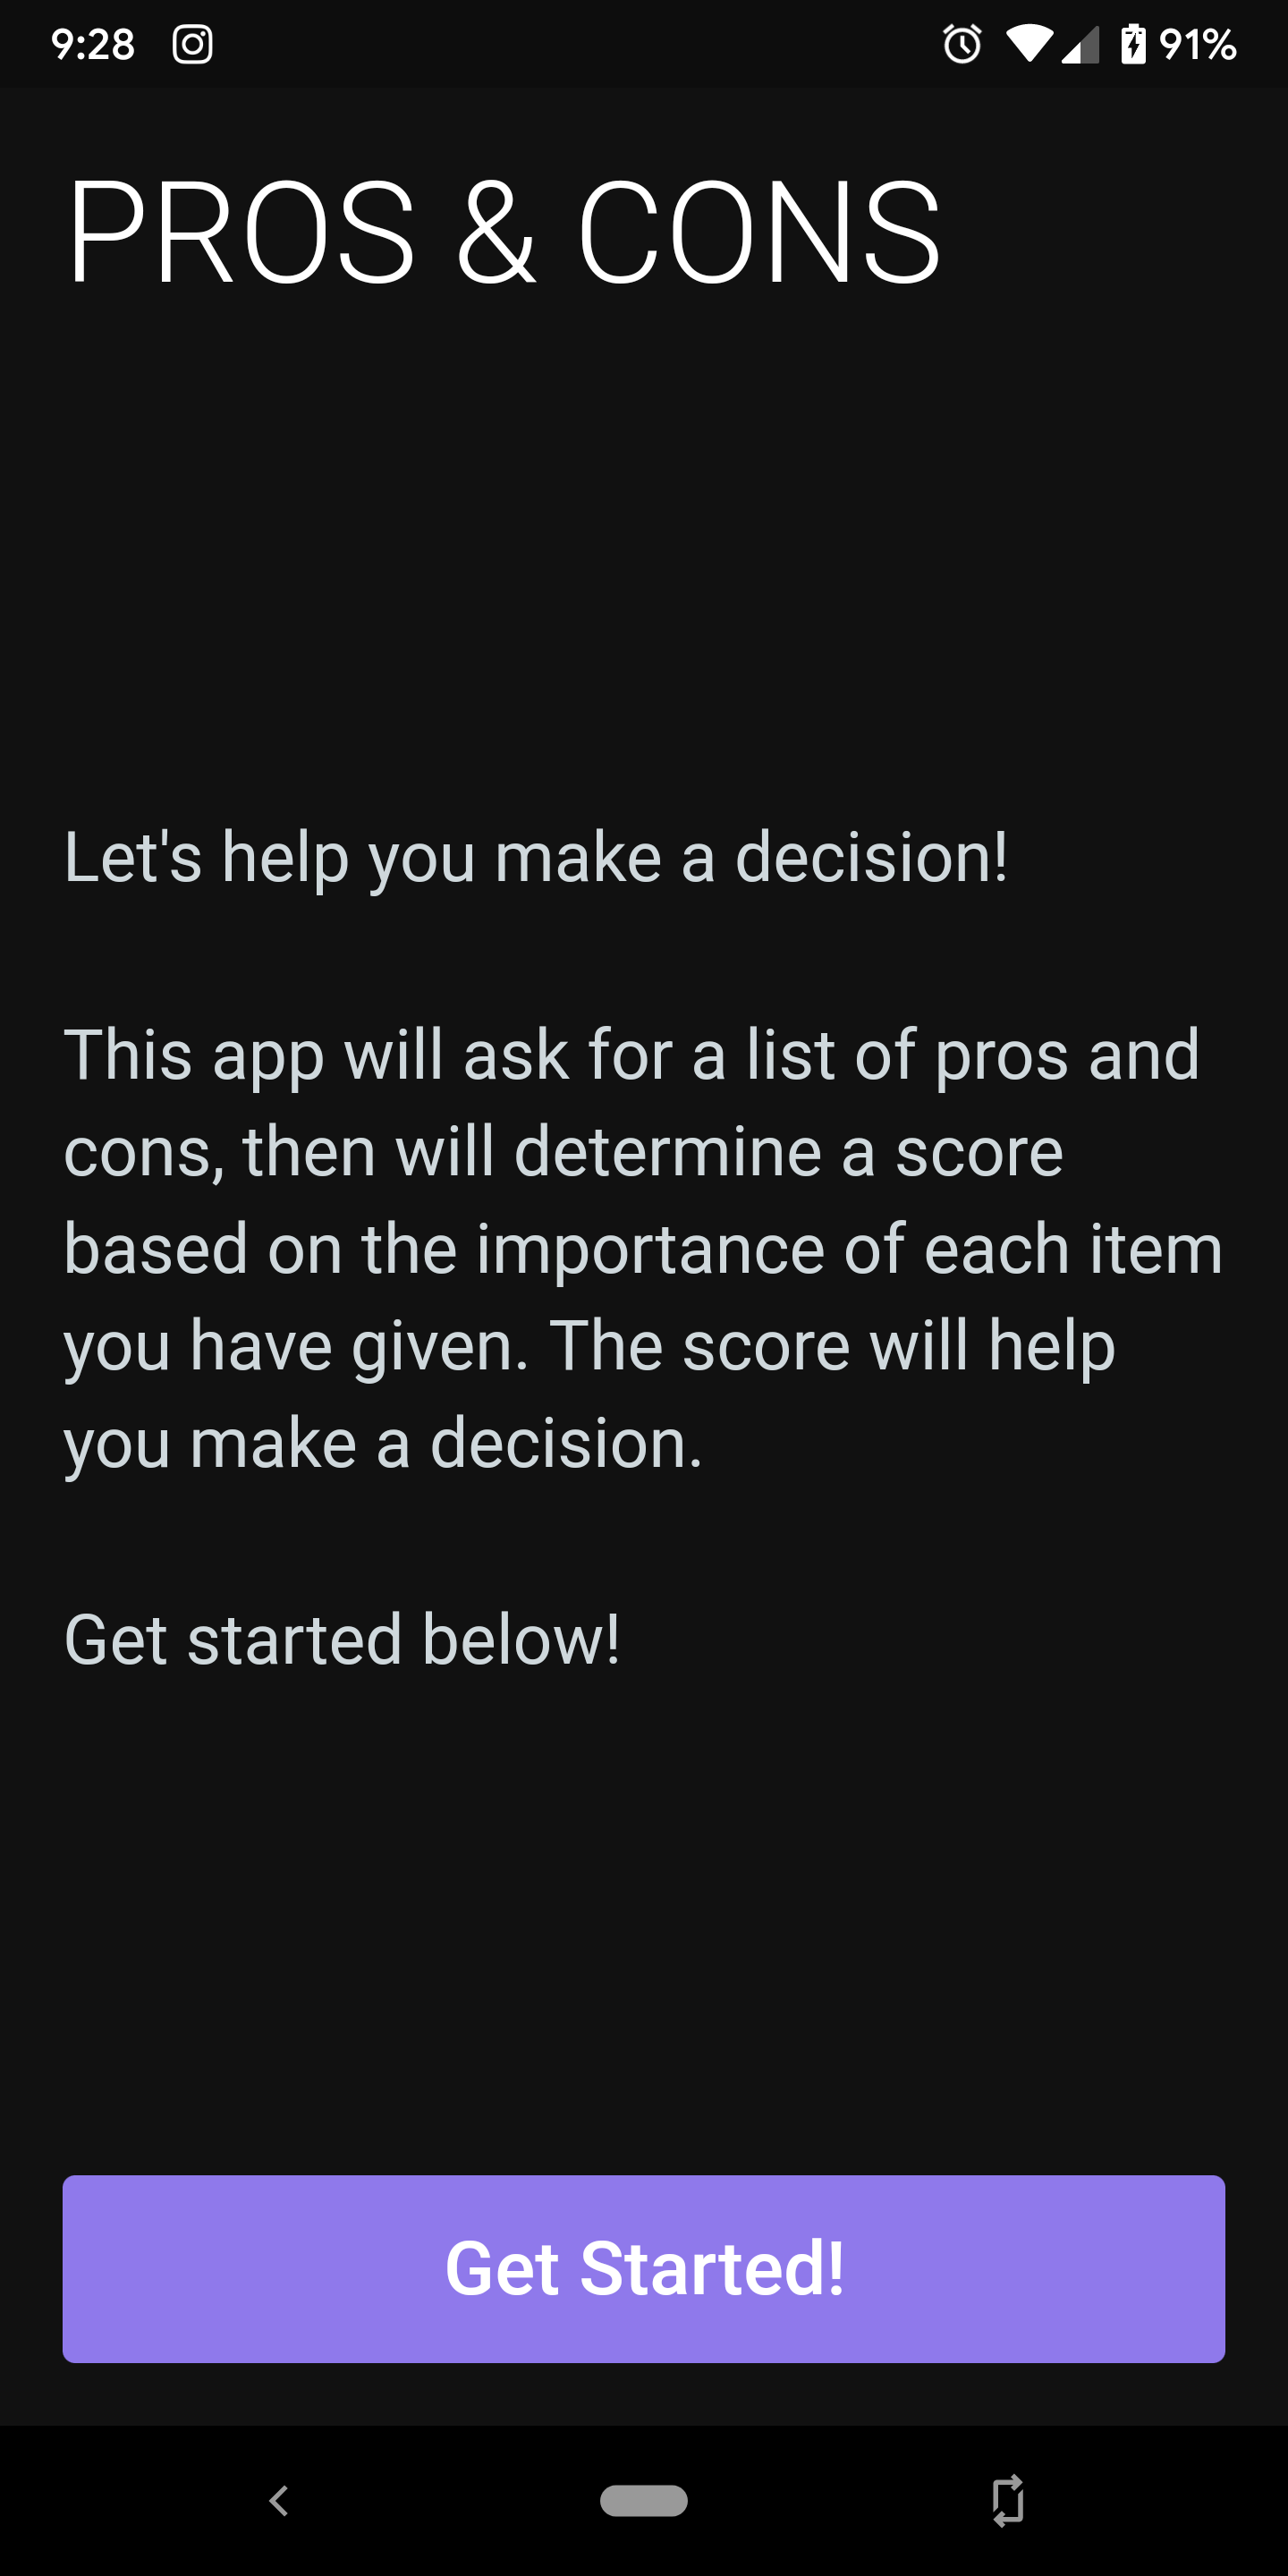 9:28
91%
PROS & CONS
Let's help you make a decision!
This app will ask for a list of pros and
cons, then will determine a score
based on the importance of each item
you have given. The score will help
you make a decision.
Get started below!
Get Started!